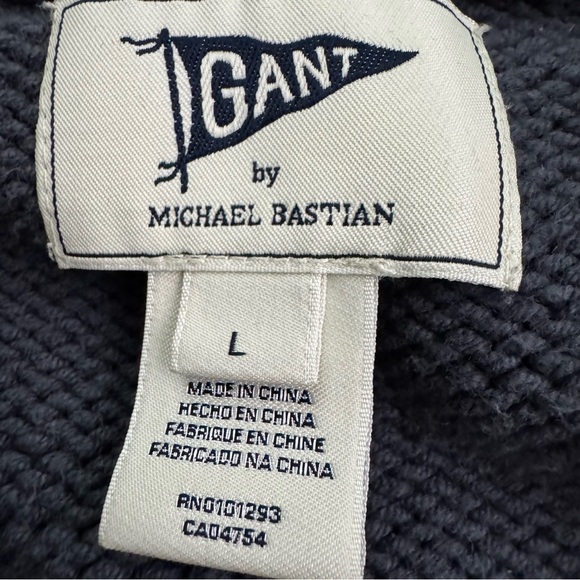 GANT
by
MICHAEL BASTIAN
L
MADE IN CHINA
HECHO EN CHINA
FABRIQUE EN CHINE
FABRICADO NA CHINA
RN0101293
CA04754